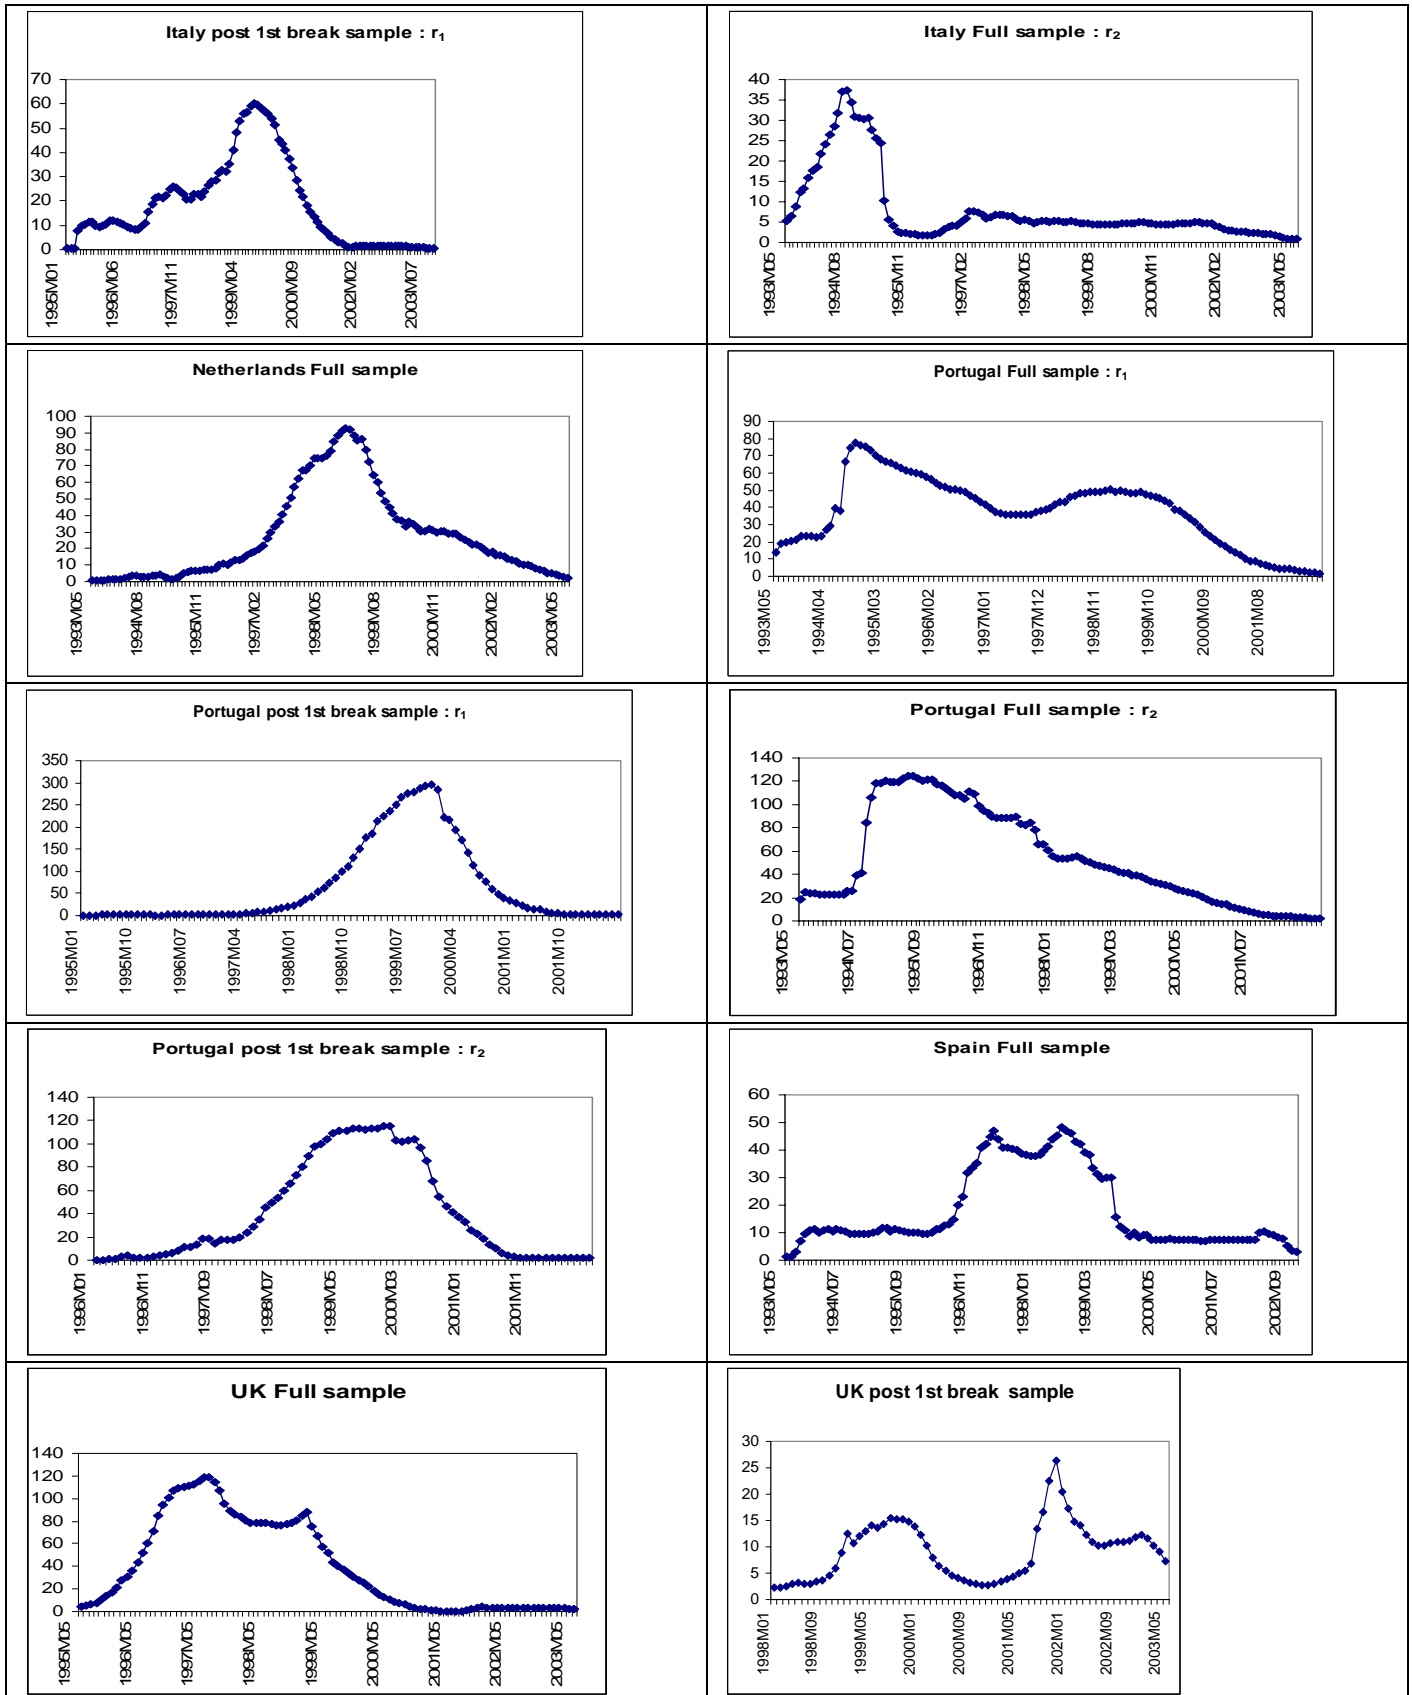 Italy post 1st break sample : r1
70
60
50
40
30
20
10
0
1995M01
1996M06
1997M11
1999M04
2000M09
2002M02
2003M07
Italy Full sample : r2
40
35
30
25
20
15
10
5
0
1993M05
1994M08
1995M11
1997M02
1998M05
1999M08
2000M11
2002M02
2003M05
Netherlands Full sample
100
90
80
70
60
50
40
30
20
10
0
1993M05
1994M08
1995M11
1997M02
1998M05
1999M08
2000M11
2002M02
2003M05
Portugal Full sample : r1
90
80
70
60
50
40
30
20
10
0
1993M05
1994M04
1995M03
1996M02
1997M01
1997M12
1998M11
1999M10
2000M09
2001M08
Portugal post 1st break sample : r1
350
300
250
200
150
100
50
0
1995M01
1995M10
1996M07
1997M04
1998M01
1998M10
1999M07
2000M04
2001M01
2001M10
Portugal Full sample : r2
140
120
100
80
60
40
20
0
1993M05
1994M07
1995M09
1996M11
1998M01
1999M03
2000M05
2001M07
Portugal post 1st break sample : r2
140
120
100
80
60
40
20
0
1996M01
1996M11
1997M09
1998M07
1999M05
2000M03
2001M01
2001M11
Spain Full sample
60
50
40
30
20
10
0
1993M05
1994M07
1995M09
1996M11
1998M01
1999M03
2000M05
2001M07
2002M09
UK Full sample
140
120
100
80
60
40
20
0
1995M05
1996M05
1997M05
1998M05
1999M05
2000M05
2001M05
2002M05
2003M05
UK post 1st break sample
30
25
20
15
10
5
0
1998M01
1998M09
1999M05
2000M01
2000M09
2001M05
2002M01
2002M09
2003M05